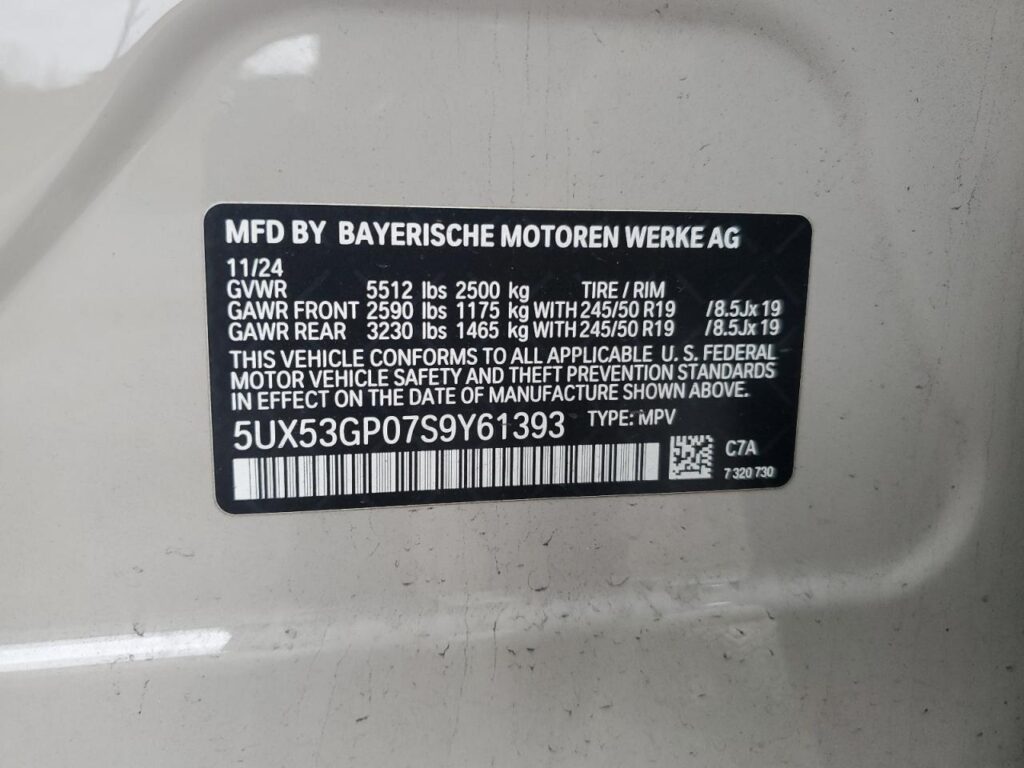 MFD BY BAYERISCHE MOTOREN WERKE AG
11/24
GVWR 5512 lbs 2500 kg TIRE / RIM
GAWR FRONT 2590 lbs 1175 kg WITH 245/50 R19 /8.5Jx19
GAWR REAR 3230 lbs 1465 kg WITH 245/50 R19 /8.5Jx19
THIS VEHICLE CONFORMS TO ALL APPLICABLE U. S. FEDERAL
MOTOR VEHICLE SAFETY AND THEFT PREVENTION STANDARDS
IN EFFECT ON THE DATE OF MANUFACTURE SHOWN ABOVE.
5UX53GP07S9Y61393 TYPE: MPV
C7A
7 320 730